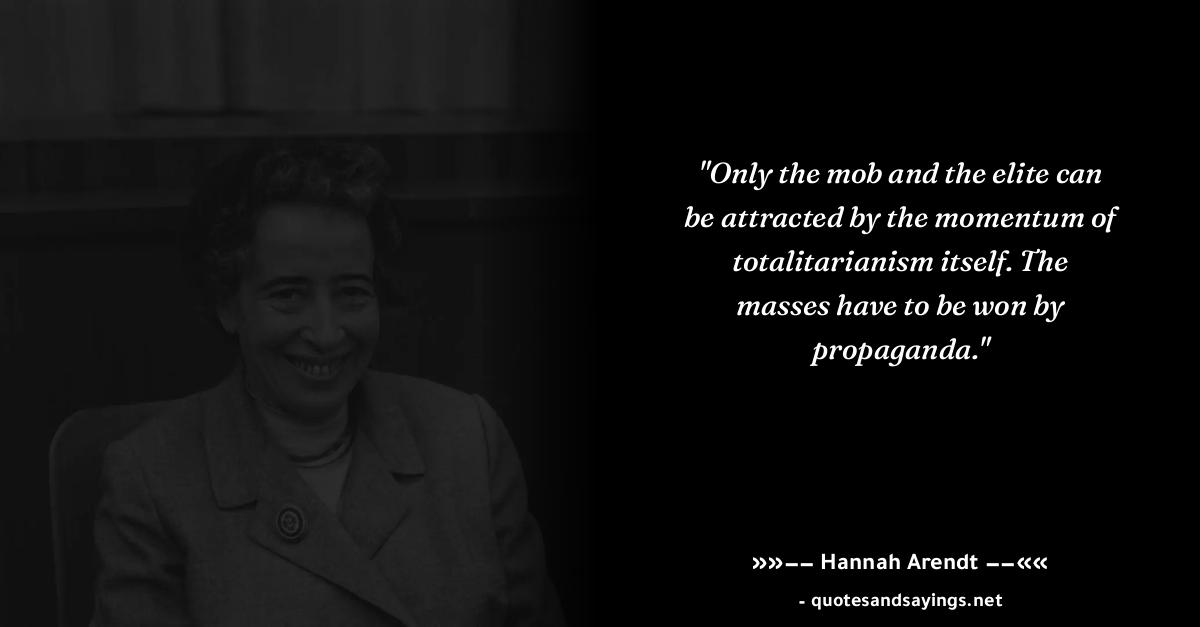 "Only the mob and the elite can
be attracted by the momentum of
totalitarianism itself. The
masses have to be won by
propaganda."
»»–– Hannah Arendt ––««
- quotesandsayings.net